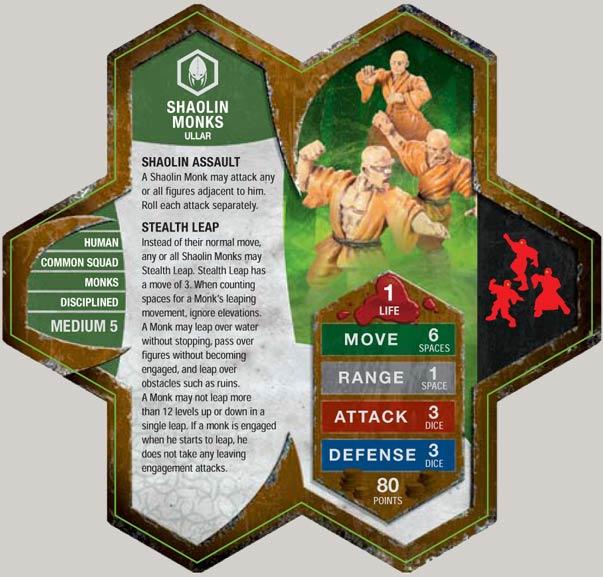 SHAOLIN
MONKS
ULLAR
SHAOLIN ASSAULT
A Shaolin Monk may attack any
or all figures adjacent to him.
Roll each attack separately.
STEALTH LEAP
Instead of their normal move,
any or all Shaolin Monks may
Stealth Leap. Stealth Leap has
a move of 3. When counting
spaces for a Monk's leaping
movement, ignore elevations.
A Monk may leap over water
without stopping, pass over
figures without becoming
engaged, and leap over
obstacles such as ruins.
A Monk may not leap more
than 12 levels up or down in a
single leap. If a monk is engaged
when he starts to leap, he
does not take any leaving
engagement attacks.
HUMAN
COMMON SQUAD
MONKS
DISCIPLINED
MEDIUM 5
1
LIFE
MOVE 6
SPACES
RANGE 1
SPACE
ATTACK 3
DICE
DEFENSE 3
DICE
80
POINTS